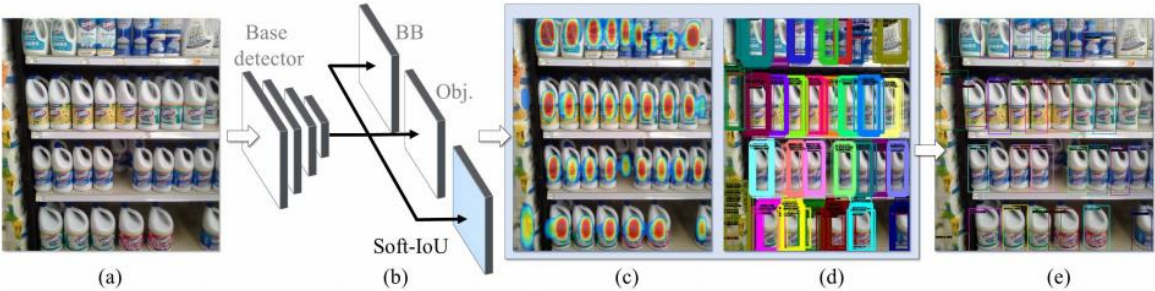 Base
detector
BB
Obj.
Soft-IoU
(a)
(b)
(c)
(d)
(e)